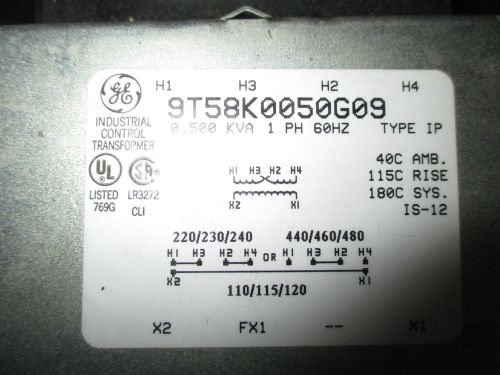 H1 H3 H2 H4
GE
9T58K0050G09
INDUSTRIAL
CONTROL
TRANSFORMER
0.500 KVA 1 PH 60HZ TYPE IP
40C AMB.
115C RISE
180C SYS.
IS-12
UL
LISTED
769G
SA
LR3272
CLI
H1 H3 H2 H4
X2 X1
220/230/240 440/460/480
H1 H3 H2 H4 OR H1 H3 H2 H4
X2 X1
110/115/120
X2 FX1 -- X1